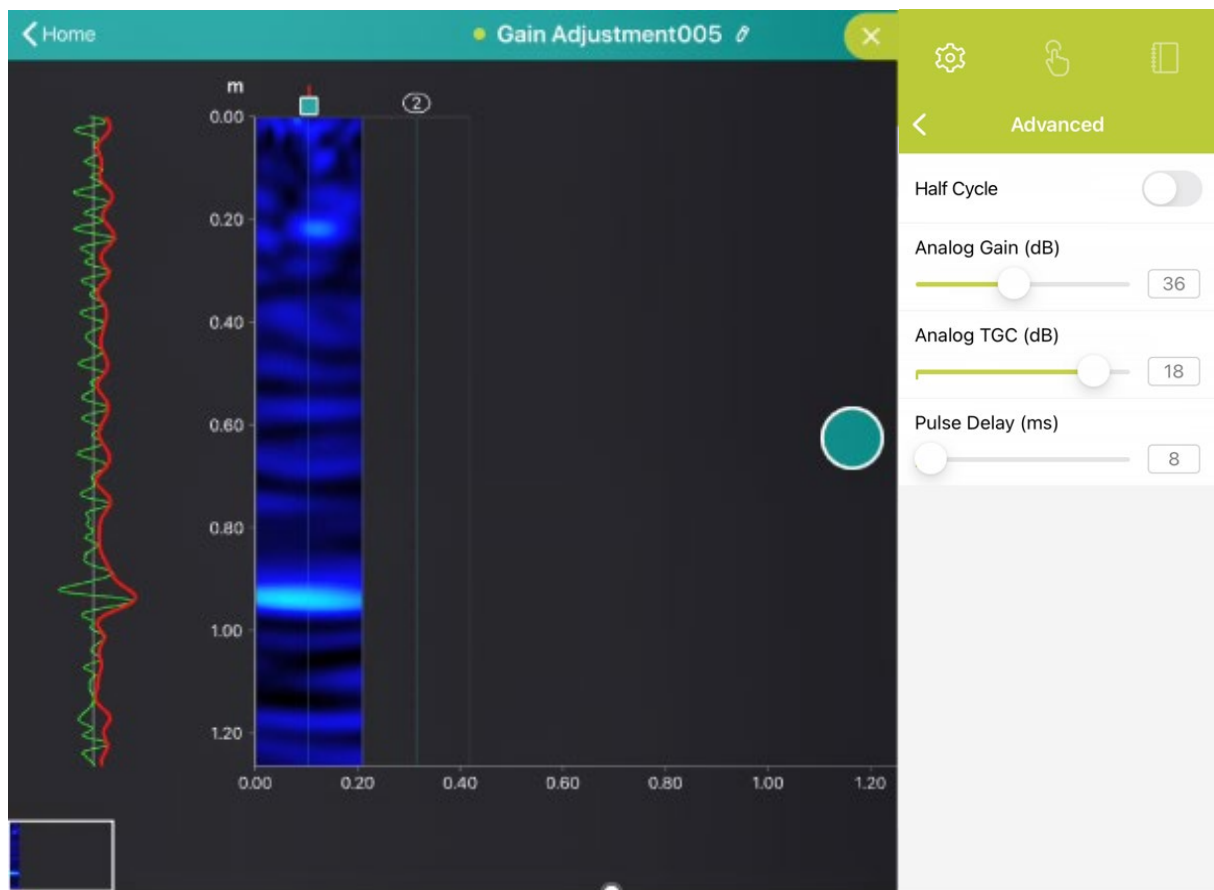 Home
Gain Adjustment005
m
2
0.00
0.20
0.40
0.60
0.80
1.00
1.20
0.00 0.20 0.40 0.60 0.80 1.00 1.20
Advanced
Half Cycle
Analog Gain (dB)
36
Analog TGC (dB)
18
Pulse Delay (ms)
8